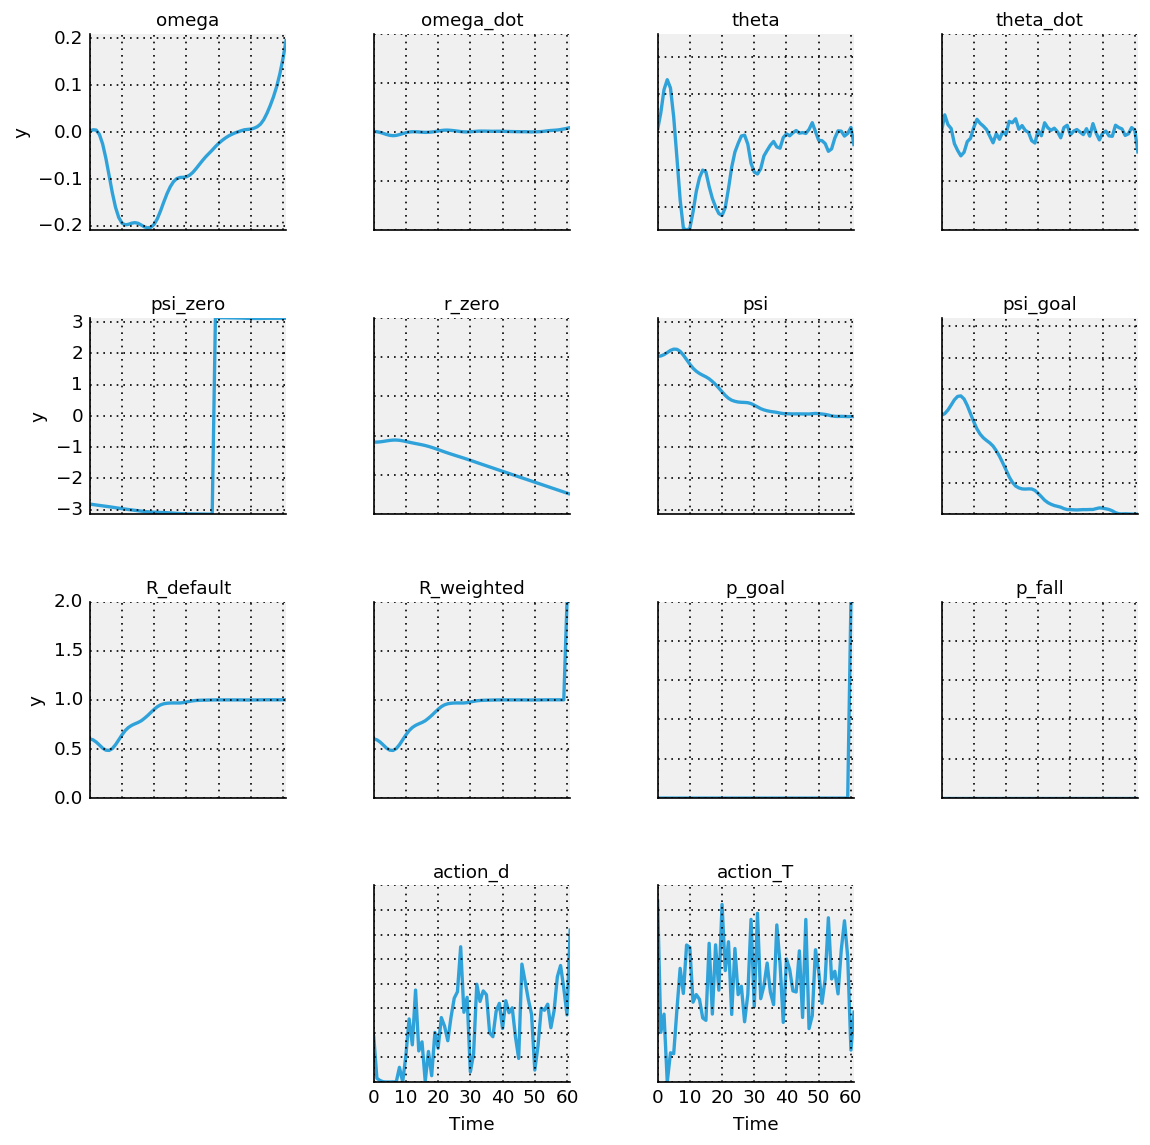 omega
omega_dot
theta
theta_dot
0.2
0.1
0.0
−0.1
−0.2
y
psi_zero
r_zero
psi
psi_goal
3
2
1
0
−1
−2
−3
y
R_default
R_weighted
p_goal
p_fall
2.0
1.5
1.0
0.5
0.0
y
action_d
action_T
0 10 20 30 40 50 60
0 10 20 30 40 50 60
Time
Time